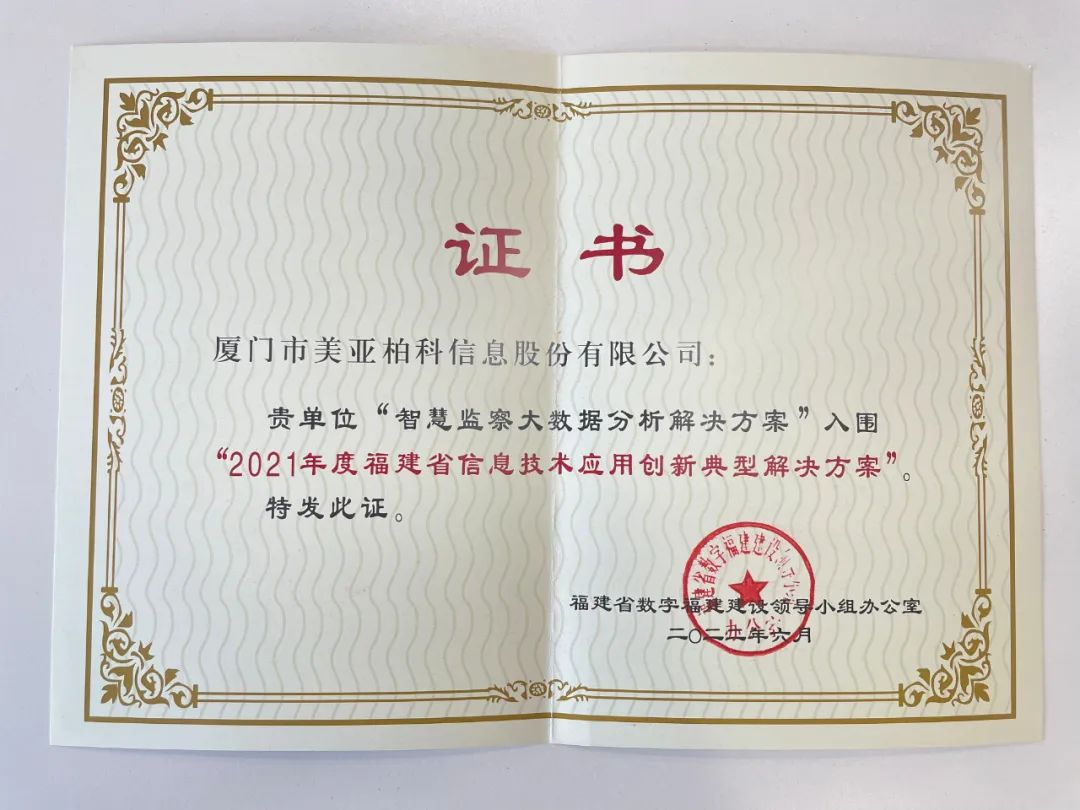 证书
厦门市美亚柏科信息股份有限公司：
贵单位“智慧监察大数据分析解决方案”入围
“2021年度福建省信息技术应用创新典型解决方案”。
特发此证。
福建省数字福建建设领导小组办公室
二〇二二年六月